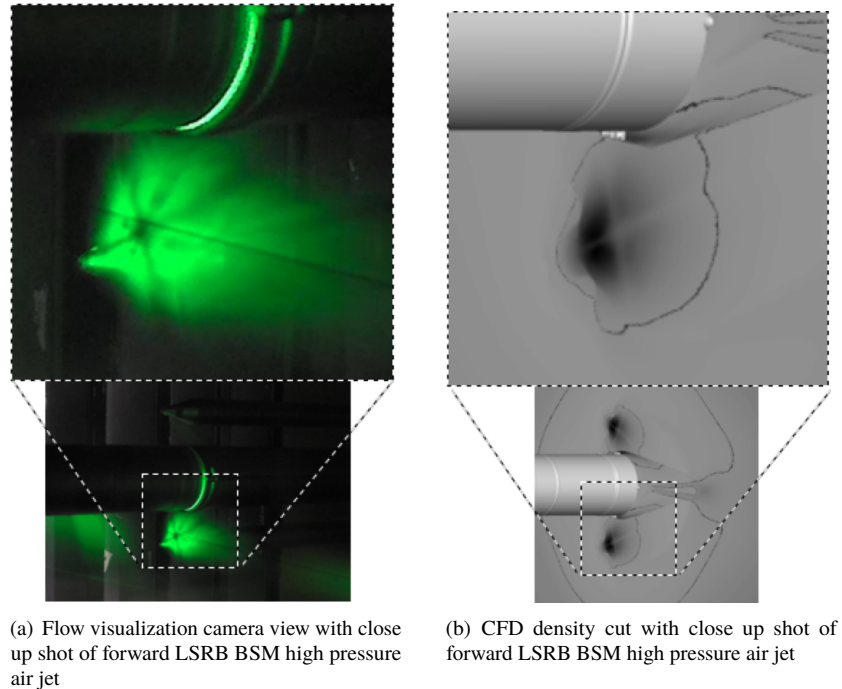 (a) Flow visualization camera view with close
up shot of forward LSRB BSM high pressure
air jet
(b) CFD density cut with close up shot of
forward LSRB BSM high pressure air jet